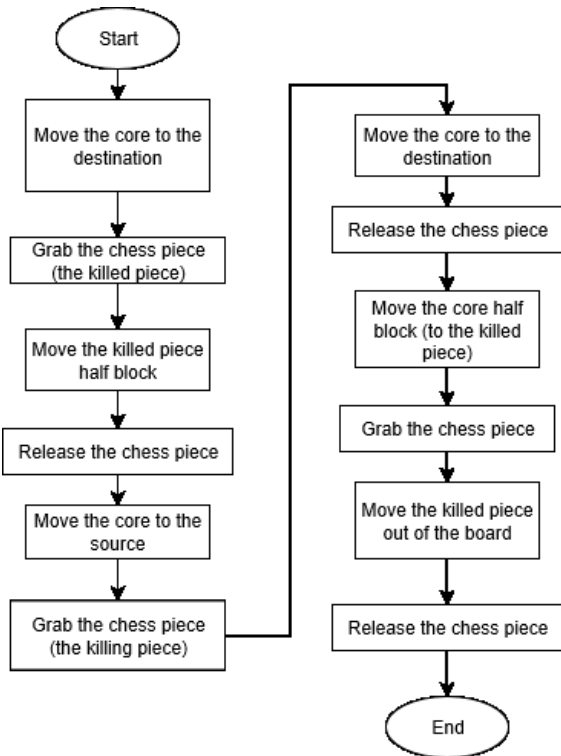 Start
Move the core to the
destination
Grab the chess piece
(the killed piece)
Move the killed piece
half block
Release the chess piece
Move the core to the
source
Grab the chess piece
(the killing piece)
Move the core to the
destination
Release the chess piece
Move the core half
block (to the killed
piece)
Grab the chess piece
Move the killed piece
out of the board
Release the chess piece
End